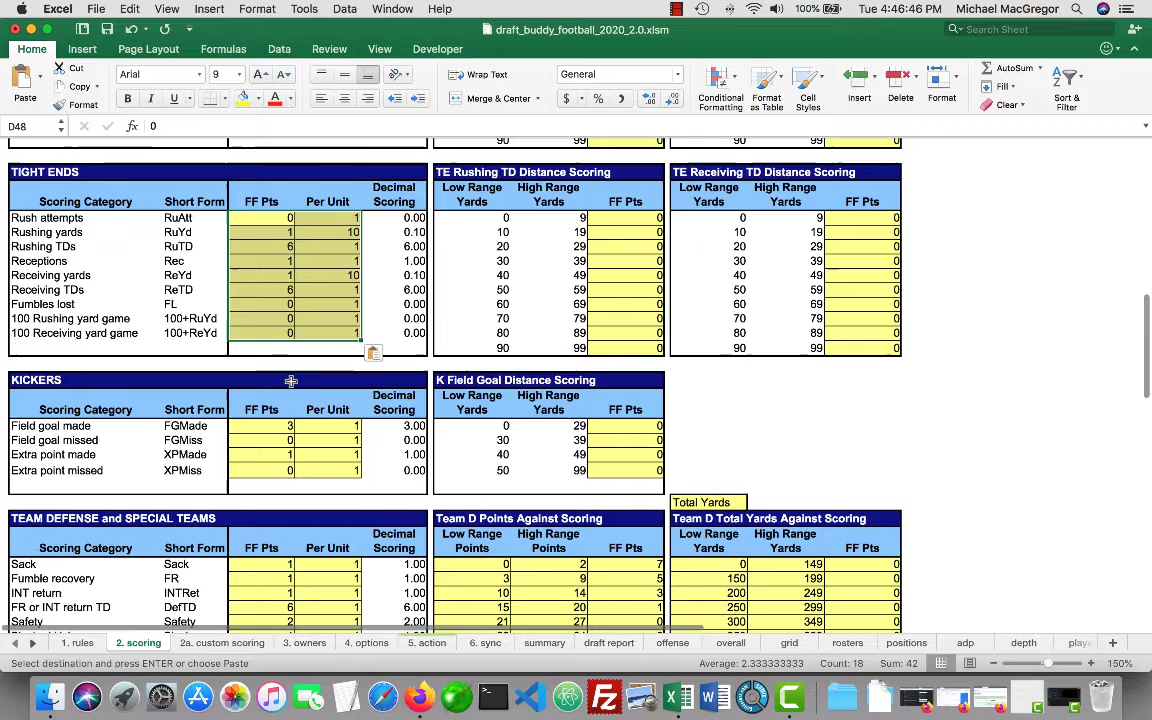 Excel File Edit View Insert Format Tools Data Window Help 100% Tue 4:46:46 PM Michael MacGregor
draft_buddy_football_2020_2.0.xlsm Search Sheet
Home Insert Page Layout Formulas Data Review View Developer
Paste Cut Copy Format Arial 9 B I U Wrap Text Merge & Center General $ % Conditional Formatting Format as Table Cell Styles Insert Delete Format AutoSum Fill Clear Sort & Filter
D48 fx 0
90 99 0 90 99 0
TIGHT ENDS TE Rushing TD Distance Scoring TE Receiving TD Distance Scoring
Decimal Low Range High Range Low Range High Range
Scoring Category Short Form FF Pts Per Unit Scoring Yards Yards FF Pts Yards Yards FF Pts
Rush attempts RuAtt 0 1 0.00 0 9 0 0 9 0
Rushing yards RuYd 1 10 0.10 10 19 0 10 19 0
Rushing TDs RuTD 6 1 6.00 20 29 0 20 29 0
Receptions Rec 1 1 1.00 30 39 0 30 39 0
Receiving yards ReYd 1 10 0.10 40 49 0 40 49 0
Receiving TDs ReTD 6 1 6.00 50 59 0 50 59 0
Fumbles lost FL 0 1 0.00 60 69 0 60 69 0
100 Rushing yard game 100+RuYd 0 1 0.00 70 79 0 70 79 0
100 Receiving yard game 100+ReYd 0 1 0.00 80 89 0 80 89 0
90 99 0 90 99 0
KICKERS K Field Goal Distance Scoring
Decimal Low Range High Range
Scoring Category Short Form FF Pts Per Unit Scoring Yards Yards FF Pts
Field goal made FGMade 3 1 3.00 0 29 0
Field goal missed FGMiss 0 1 0.00 30 39 0
Extra point made XPMade 1 1 1.00 40 49 0
Extra point missed XPMiss 0 1 0.00 50 99 0
Total Yards
TEAM DEFENSE and SPECIAL TEAMS Team D Points Against Scoring Team D Total Yards Against Scoring
Decimal Low Range High Range Low Range High Range
Scoring Category Short Form FF Pts Per Unit Scoring Points Points FF Pts Yards Yards FF Pts
Sack Sack 1 1 1.00 0 2 7 0 149 0
Fumble recovery FR 1 1 1.00 3 9 5 150 199 0
INT return INTRet 1 1 1.00 10 14 3 200 249 0
FR or INT return TD DefTD 6 1 6.00 15 20 1 250 299 0
Safety Safety 2 1 2.00 21 27 0 300 349 0
1. rules 2. scoring 2a. custom scoring 3. owners 4. options 5. action 6. sync summary draft report offense overall grid rosters positions adp depth playe
Select destination and press ENTER or choose Paste Average: 2.333333333 Count: 18 Sum: 42 150%